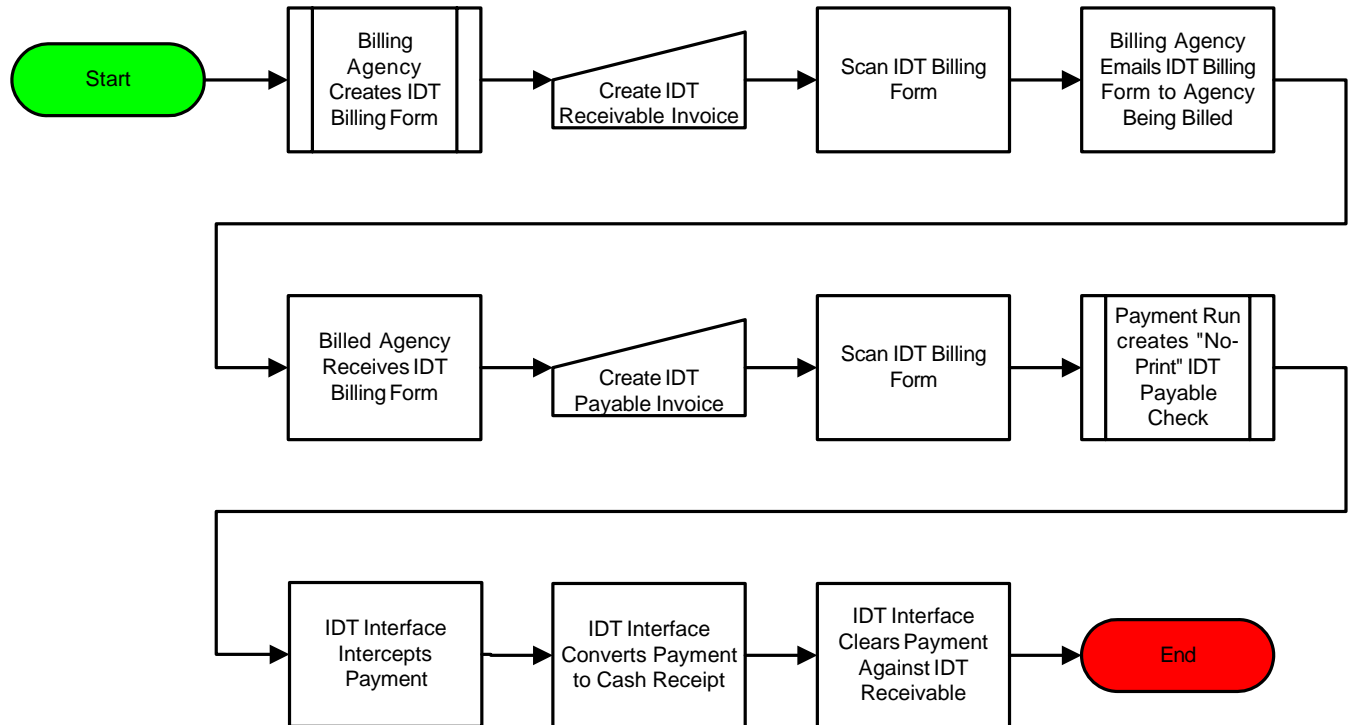 Start
Billing
Agency
Creates IDT
Billing Form
Create IDT
Receivable Invoice
Scan IDT Billing
Form
Billing Agency
Emails IDT Billing
Form to Agency
Being Billed
Billed Agency
Receives IDT
Billing Form
Create IDT
Payable Invoice
Scan IDT Billing
Form
Payment Run
creates "No-
Print" IDT
Payable
Check
IDT Interface
Intercepts
Payment
IDT Interface
Converts Payment
to Cash Receipt
IDT Interface
Clears Payment
Against IDT
Receivable
End